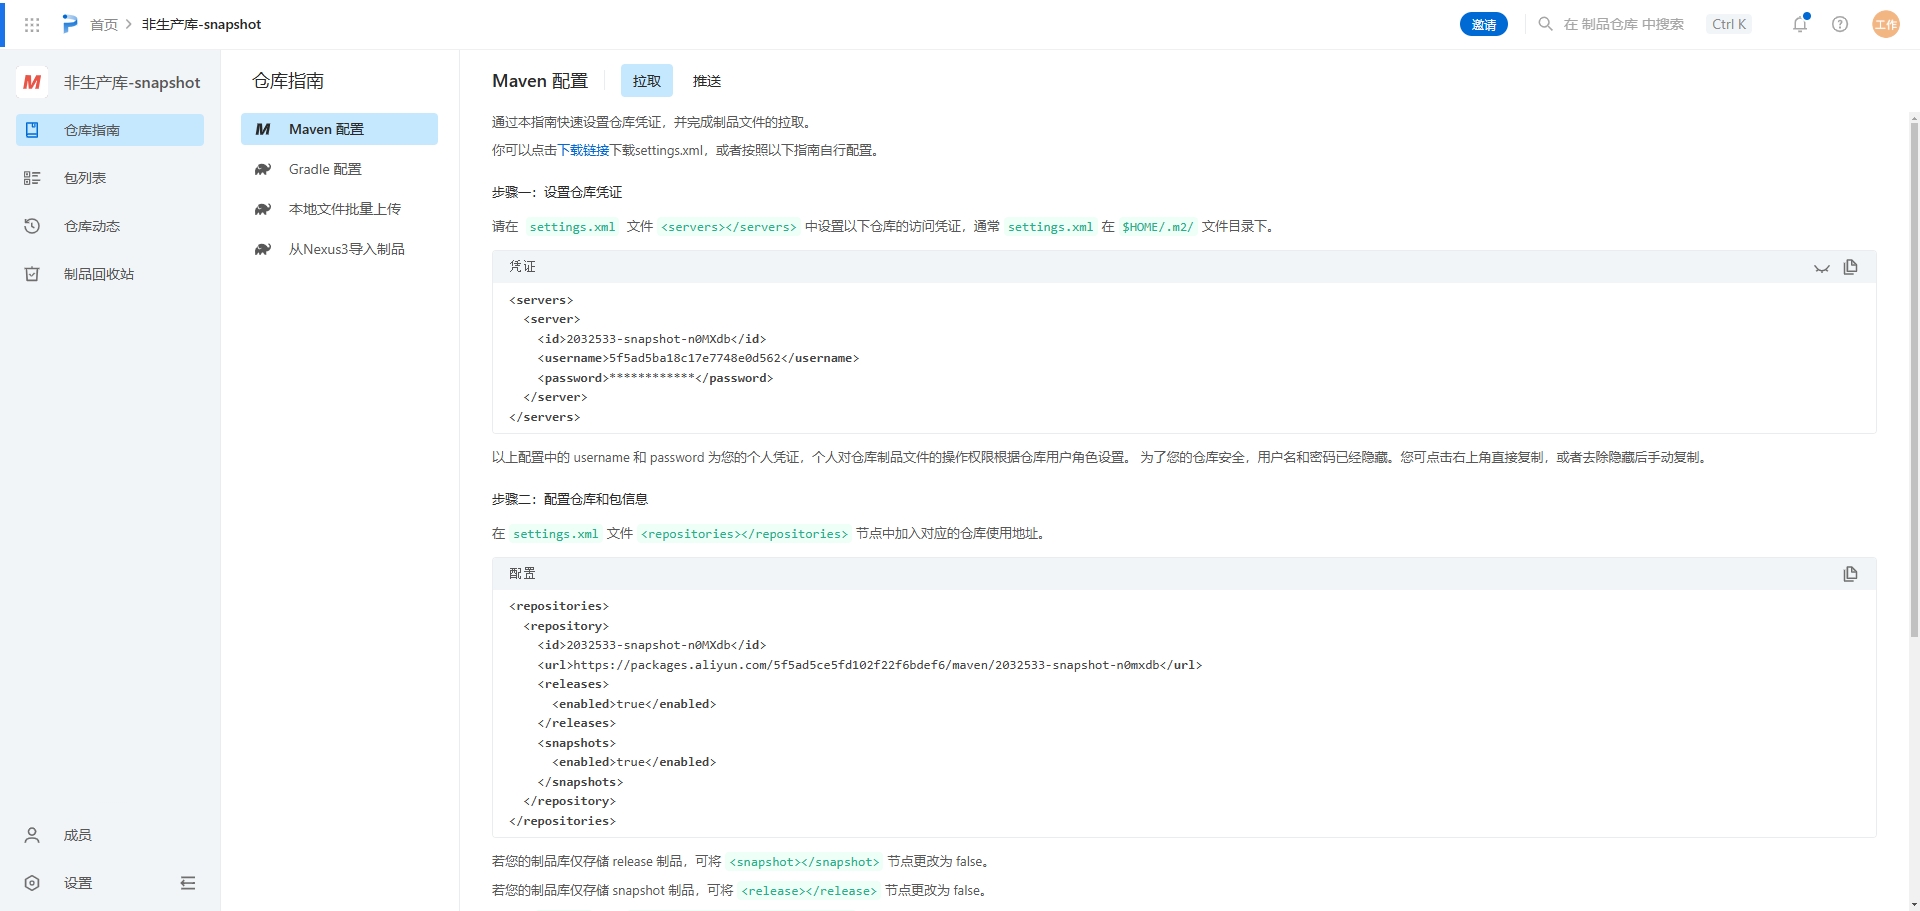 首页 > 非生产库-snapshot
邀请
在 制品仓库 中搜索
Ctrl K
工作
非生产库-snapshot
仓库指南
包列表
仓库动态
制品回收站
成员
设置
仓库指南
Maven 配置
Gradle 配置
本地文件批量上传
从Nexus3导入制品
Maven 配置
拉取
推送
通过本指南快速设置仓库凭证，并完成制品文件的拉取。
你可以点击下载链接下载settings.xml，或者按照以下指南自行配置。
步骤一：设置仓库凭证
请在 settings.xml 文件 <servers></servers> 中设置以下仓库的访问凭证，通常 settings.xml 在 $HOME/.m2/ 文件目录下。
凭证
<servers>
<server>
<id>2032533-snapshot-n0MXdb</id>
<username>5f5ad5ba18c17e7748e0d562</username>
<password>************</password>
</server>
</servers>
以上配置中的 username 和 password 为您的个人凭证，个人对仓库制品文件的操作权限根据仓库用户角色设置。 为了您的仓库安全，用户名和密码已经隐藏。您可点击右上角直接复制，或者去除隐藏后手动复制。
步骤二：配置仓库和包信息
在 settings.xml 文件 <repositories></repositories> 节点中加入对应的仓库使用地址。
配置
<repositories>
<repository>
<id>2032533-snapshot-n0MXdb</id>
<url>https://packages.aliyun.com/5f5ad5ce5fd102f22f6bdef6/maven/2032533-snapshot-n0mxdb</url>
<releases>
<enabled>true</enabled>
</releases>
<snapshots>
<enabled>true</enabled>
</snapshots>
</repository>
</repositories>
若您的制品库仅存储 release 制品，可将 <snapshot></snapshot> 节点更改为 false。
若您的制品库仅存储 snapshot 制品，可将 <release></release> 节点更改为 false。